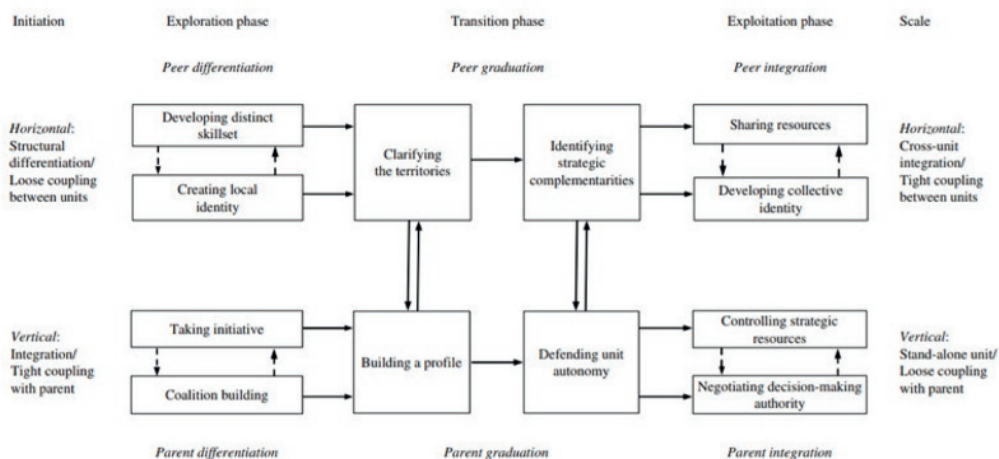 Initiation
Exploration phase
Transition phase
Exploitation phase
Scale
Peer differentiation
Peer graduation
Peer integration
Horizontal:
Structural
differentiation/
Loose coupling
between units
Developing distinct
skillset
Creating local
identity
Clarifying
the territories
Identifying
strategic
complementarities
Sharing resources
Developing collective
identity
Horizontal:
Cross-unit
integration/
Tight coupling
between units
Vertical:
Integration/
Tight coupling
with parent
Taking initiative
Coalition building
Building a profile
Defending unit
autonomy
Controlling strategic
resources
Negotiating decision-making
authority
Vertical:
Stand-alone unit/
Loose coupling
with parent
Parent differentiation
Parent graduation
Parent integration